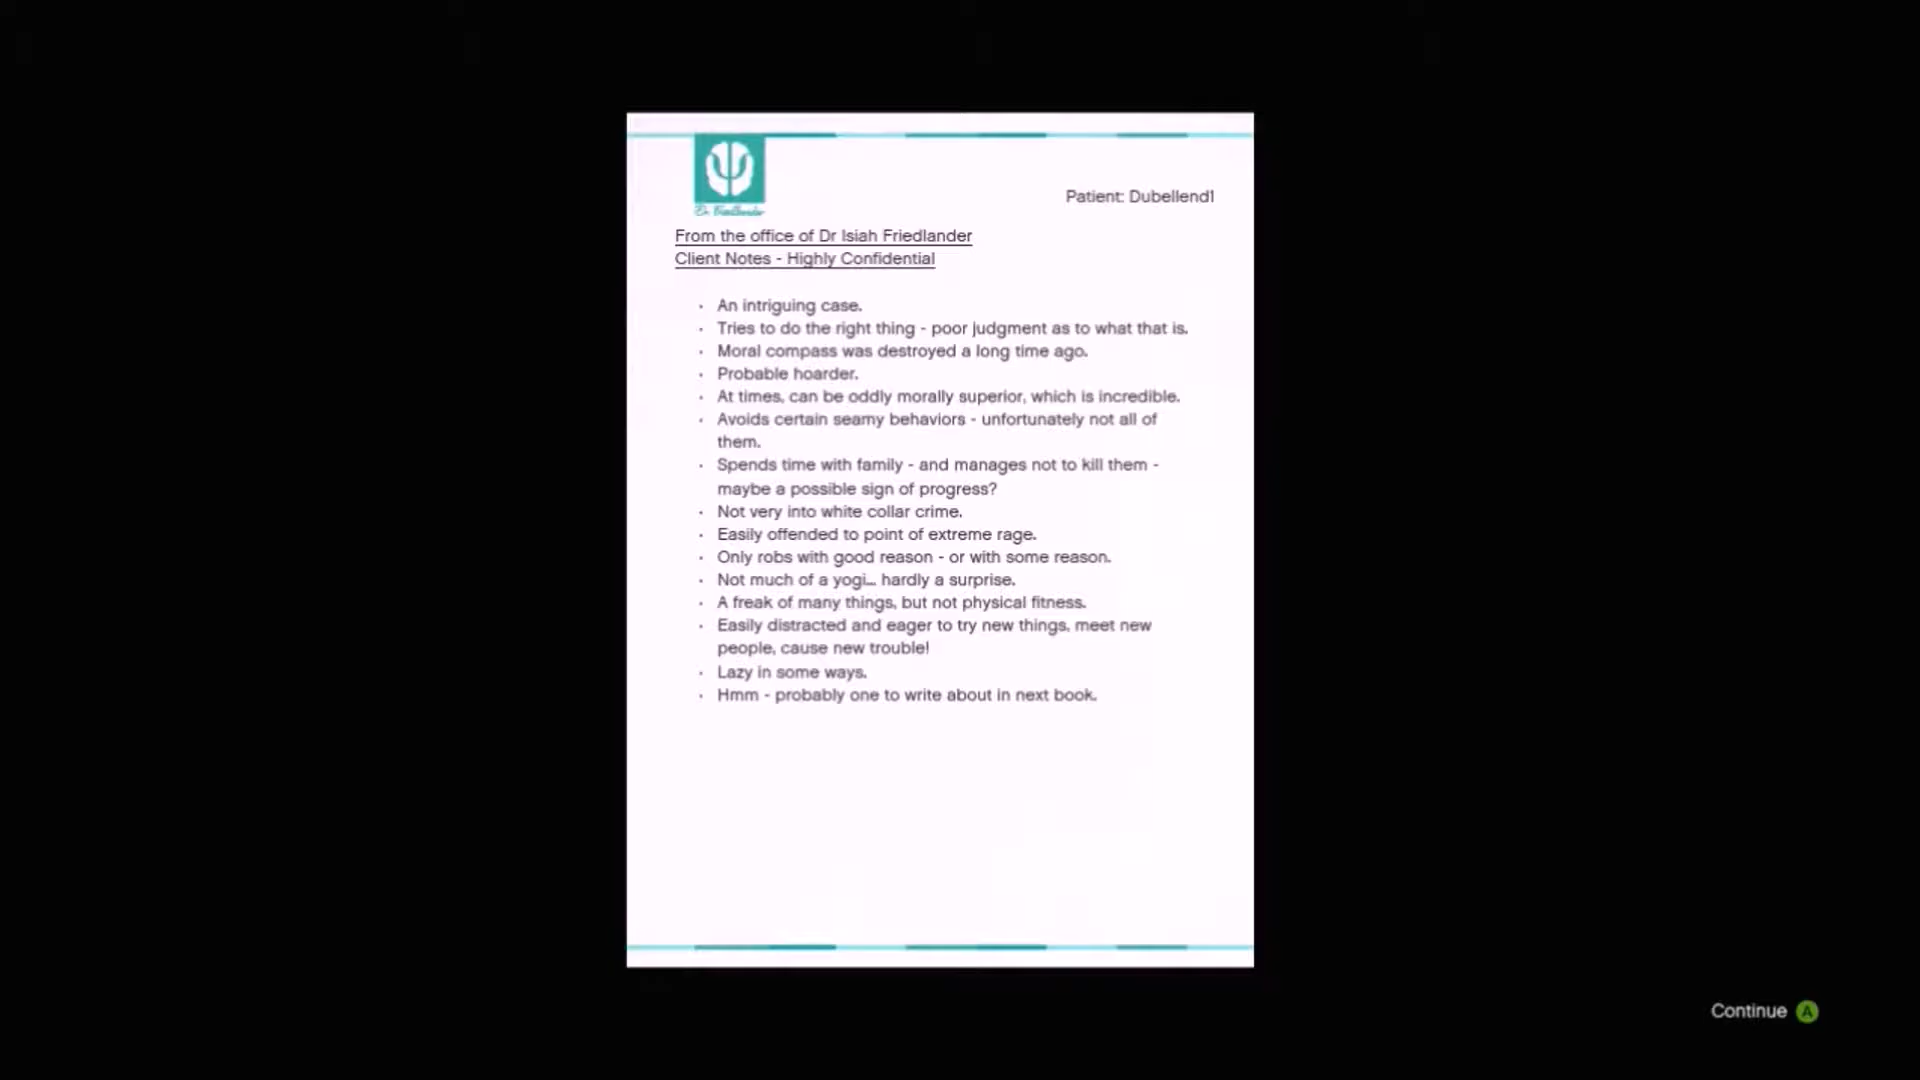 Dr. Friedlander
Patient: Dubellend1
From the office of Dr Isiah Friedlander
Client Notes - Highly Confidential
· An intriguing case.
· Tries to do the right thing - poor judgment as to what that is.
· Moral compass was destroyed a long time ago.
· Probable hoarder.
· At times, can be oddly morally superior, which is incredible.
· Avoids certain seamy behaviors - unfortunately not all of
them.
· Spends time with family - and manages not to kill them -
maybe a possible sign of progress?
· Not very into white collar crime.
· Easily offended to point of extreme rage.
· Only robs with good reason - or with some reason.
· Not much of a yogi... hardly a surprise.
· A freak of many things, but not physical fitness.
· Easily distracted and eager to try new things, meet new
people, cause new trouble!
· Lazy in some ways.
· Hmm - probably one to write about in next book.
Continue A